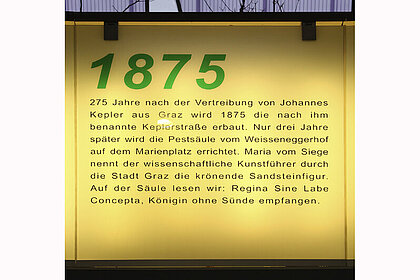 1875
275 Jahre nach der Vertreibung von Johannes
Kepler aus Graz wird 1875 die nach ihm
benannte Keplerstraße erbaut. Nur drei Jahre
später wird die Pestsäule vom Weisseneggerhof
auf dem Marienplatz errichtet. Maria vom Siege
nennt der wissenschaftliche Kunstführer durch
die Stadt Graz die krönende Sandsteinfigur.
Auf der Säule lesen wir: Regina Sine Labe
Concepta, Königin ohne Sünde empfangen.